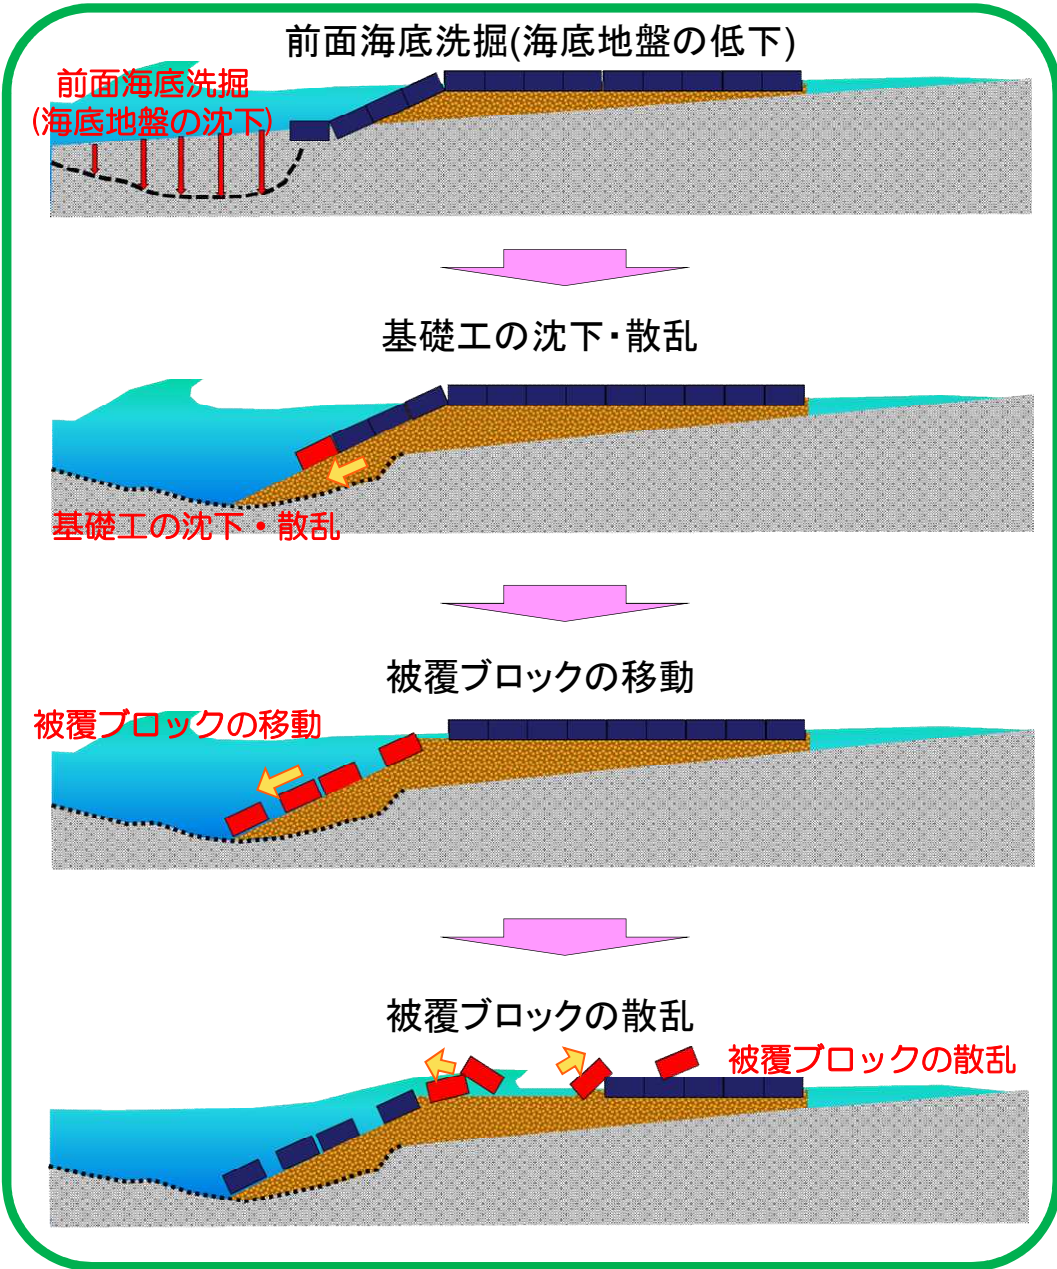 前面海底洗掘(海底地盤の低下)
前面海底洗掘
(海底地盤の沈下)
基礎工の沈下・散乱
基礎工の沈下・散乱
被覆ブロックの移動
被覆ブロックの移動
被覆ブロックの散乱
被覆ブロックの散乱